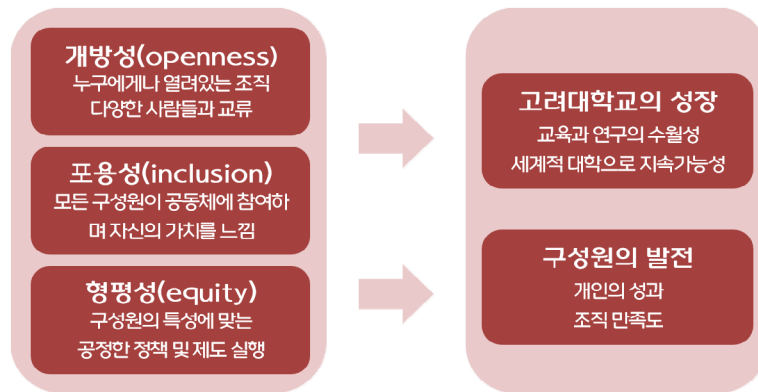 개방성(openness)
누구에게나 열려있는 조직
다양한 사람들과 교류
포용성(inclusion)
모든 구성원이 공동체에 참여하
며 자신의 가치를 느낌
형평성(equity)
구성원의 특성에 맞는
공정한 정책 및 제도 실행
고려대학교의 성장
교육과 연구의 수월성
세계적 대학으로 지속가능성
구성원의 발전
개인의 성과
조직 만족도